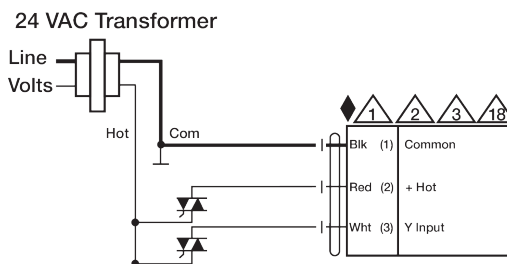 24 VAC Transformer
Line
Volts
Hot
Com
1 2 3 18
Blk (1) Common
Red (2) + Hot
Wht (3) Y Input